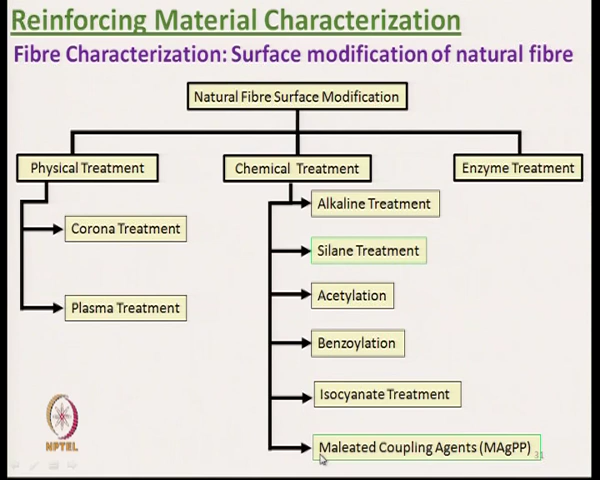 Reinforcing Material Characterization
Fibre Characterization: Surface modification of natural fibre
Natural Fibre Surface Modification
Physical Treatment
Chemical Treatment
Enzyme Treatment
Corona Treatment
Plasma Treatment
Alkaline Treatment
Silane Treatment
Acetylation
Benzoylation
Isocyanate Treatment
Maleated Coupling Agents (MAgPP)
31
NPTEL